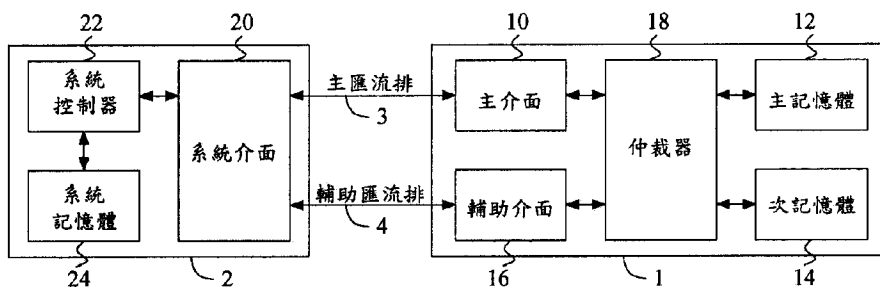 22
20
10
18
12
系統
控制器
系統介面
主匯流排
3
主介面
仲裁器
主記憶體
系統
記憶體
輔助匯流排
4
輔助介面
次記憶體
24
2
16
1
14